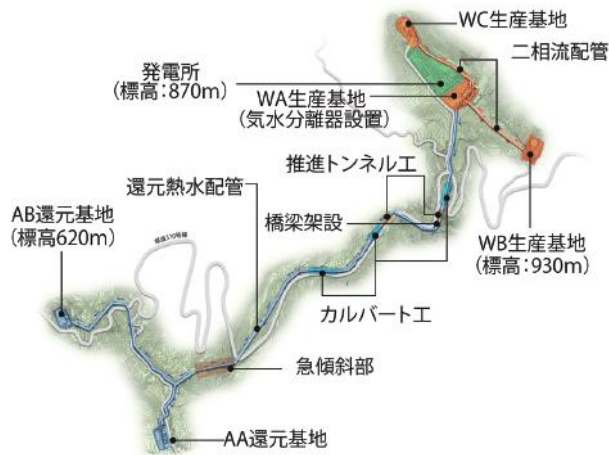 WC生産基地
二相流配管
発電所
(標高:870m)
WA生産基地
(気水分離器設置)
推進トンネル工
還元熱水配管
AB還元基地
(標高620m)
橋梁架設
WB生産基地
(標高:930m)
カルバート工
急傾斜部
AA還元基地